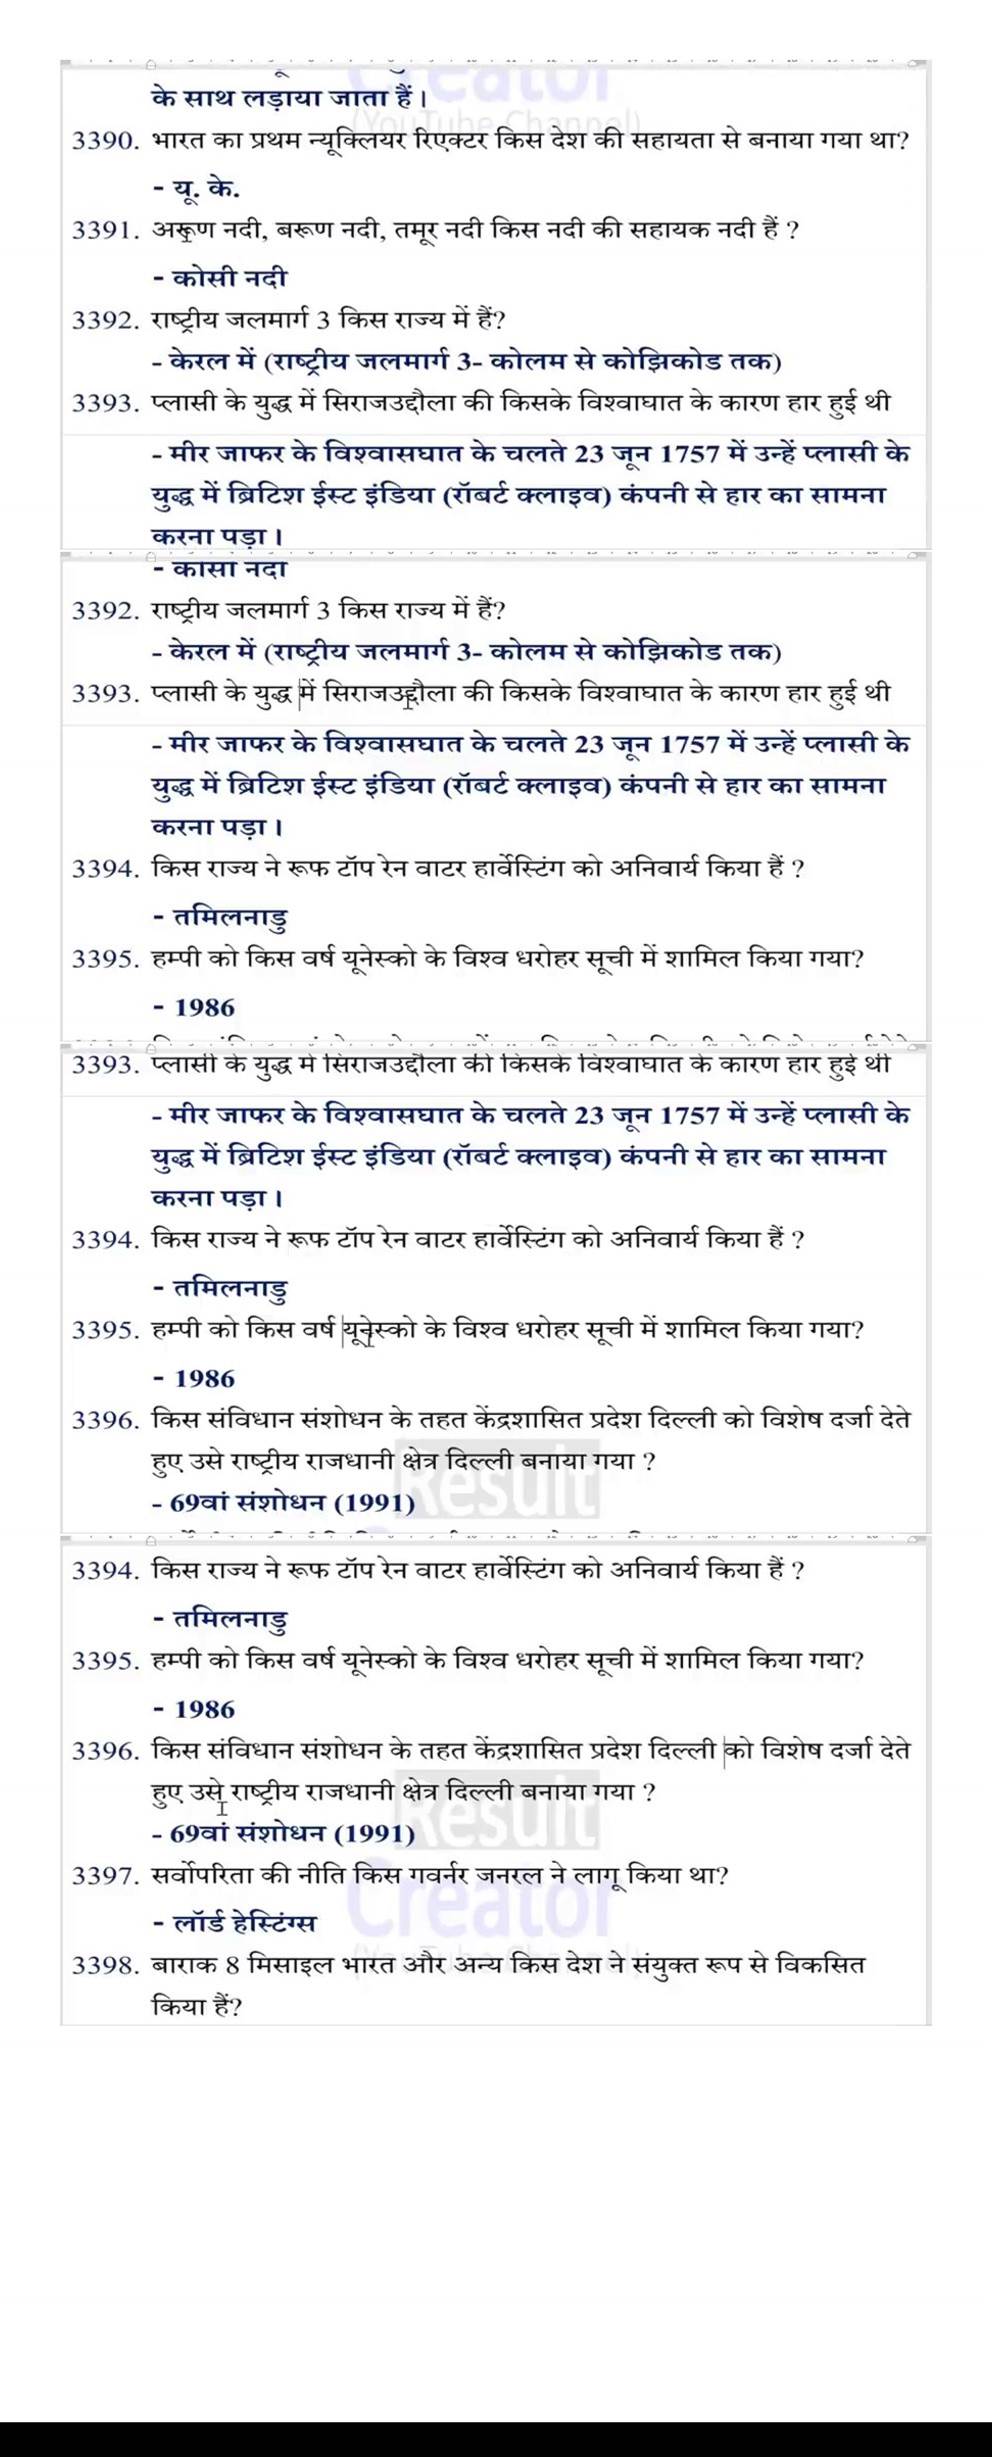 Creator
के साथ लड़ाया जाता हैं।
(YouTube Channel)
3390. भारत का प्रथम न्यूक्लियर रिएक्टर किस देश की सहायता से बनाया गया था?
- यू. के.
3391. अरूण नदी, बरूण नदी, तमूर नदी किस नदी की सहायक नदी हैं ?
- कोसी नदी
3392. राष्ट्रीय जलमार्ग 3 किस राज्य में हैं?
- केरल में (राष्ट्रीय जलमार्ग 3- कोलम से कोझिकोड तक)
3393. प्लासी के युद्ध में सिराजउद्दौला की किसके विश्वाघात के कारण हार हुई थी
- मीर जाफर के विश्वासघात के चलते 23 जून 1757 में उन्हें प्लासी के
युद्ध में ब्रिटिश ईस्ट इंडिया (रॉबर्ट क्लाइव) कंपनी से हार का सामना
करना पड़ा।
- कोसी नदी
3392. राष्ट्रीय जलमार्ग 3 किस राज्य में हैं?
- केरल में (राष्ट्रीय जलमार्ग 3- कोलम से कोझिकोड तक)
3393. प्लासी के युद्ध में सिराजउद्दौला की किसके विश्वाघात के कारण हार हुई थी
- मीर जाफर के विश्वासघात के चलते 23 जून 1757 में उन्हें प्लासी के
युद्ध में ब्रिटिश ईस्ट इंडिया (रॉबर्ट क्लाइव) कंपनी से हार का सामना
करना पड़ा।
3394. किस राज्य ने रूफ टॉप रेन वाटर हार्वेस्टिंग को अनिवार्य किया हैं ?
- तमिलनाडु
3395. हम्पी को किस वर्ष यूनेस्को के विश्व धरोहर सूची में शामिल किया गया?
- 1986
3393. प्लासी के युद्ध में सिराजउद्दौला की किसके विश्वाघात के कारण हार हुई थी
- मीर जाफर के विश्वासघात के चलते 23 जून 1757 में उन्हें प्लासी के
युद्ध में ब्रिटिश ईस्ट इंडिया (रॉबर्ट क्लाइव) कंपनी से हार का सामना
करना पड़ा।
3394. किस राज्य ने रूफ टॉप रेन वाटर हार्वेस्टिंग को अनिवार्य किया हैं ?
- तमिलनाडु
3395. हम्पी को किस वर्ष यूनेस्को के विश्व धरोहर सूची में शामिल किया गया?
- 1986
3396. किस संविधान संशोधन के तहत केंद्रशासित प्रदेश दिल्ली को विशेष दर्जा देते
हुए उसे राष्ट्रीय राजधानी क्षेत्र दिल्ली बनाया गया ?
Result
- 69वां संशोधन (1991)
3394. किस राज्य ने रूफ टॉप रेन वाटर हार्वेस्टिंग को अनिवार्य किया हैं ?
- तमिलनाडु
3395. हम्पी को किस वर्ष यूनेस्को के विश्व धरोहर सूची में शामिल किया गया?
- 1986
3396. किस संविधान संशोधन के तहत केंद्रशासित प्रदेश दिल्ली को विशेष दर्जा देते
हुए उसे राष्ट्रीय राजधानी क्षेत्र दिल्ली बनाया गया ?
Result
- 69वां संशोधन (1991)
3397. सर्वोपरिता की नीति किस गवर्नर जनरल ने लागू किया था?
Creator
- लॉर्ड हेस्टिंग्स
(YouTube Channel)
3398. बाराक 8 मिसाइल भारत और अन्य किस देश ने संयुक्त रूप से विकसित
किया हैं?